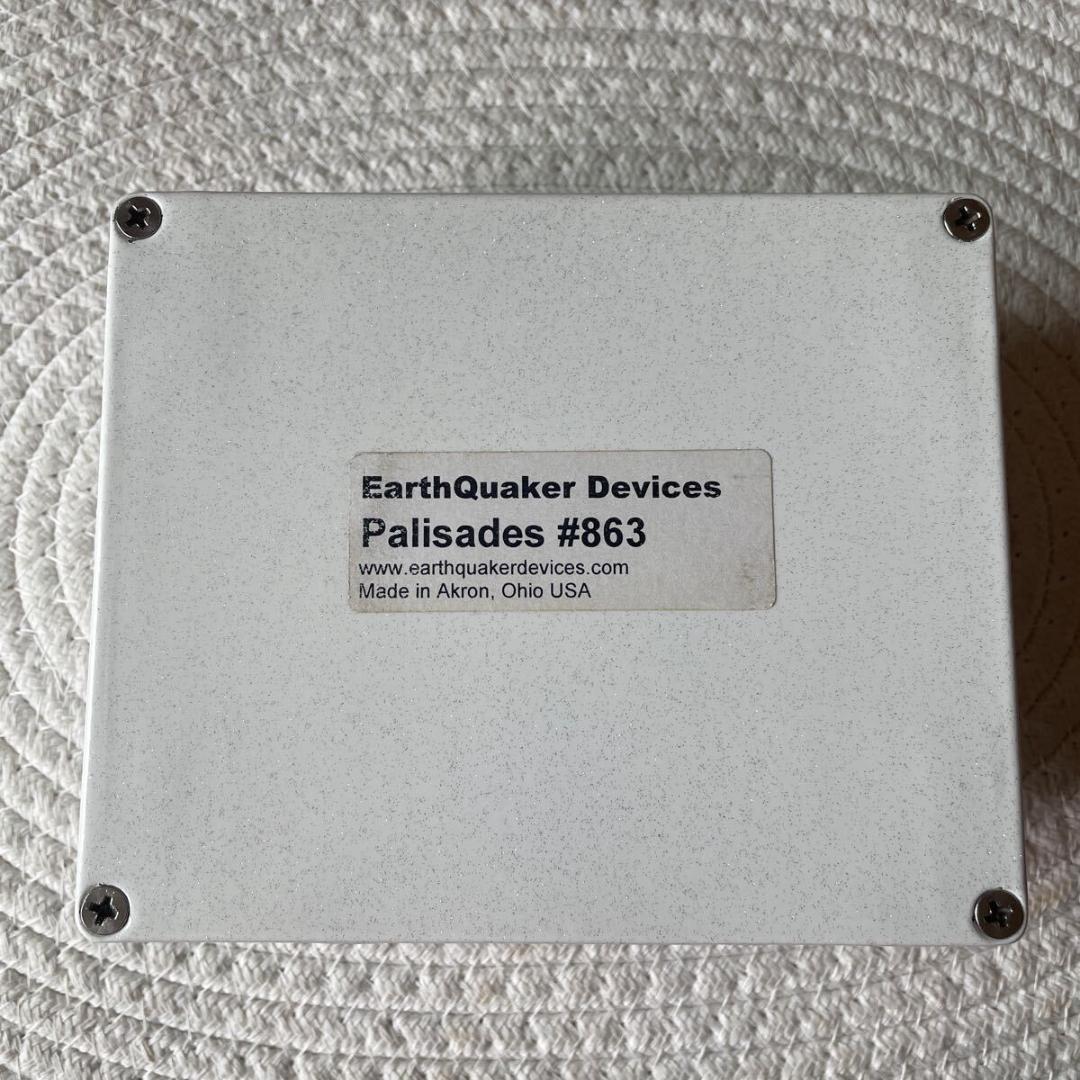 EarthQuaker Devices
Palisades #863
www.earthquakerdevices.com
Made in Akron, Ohio USA